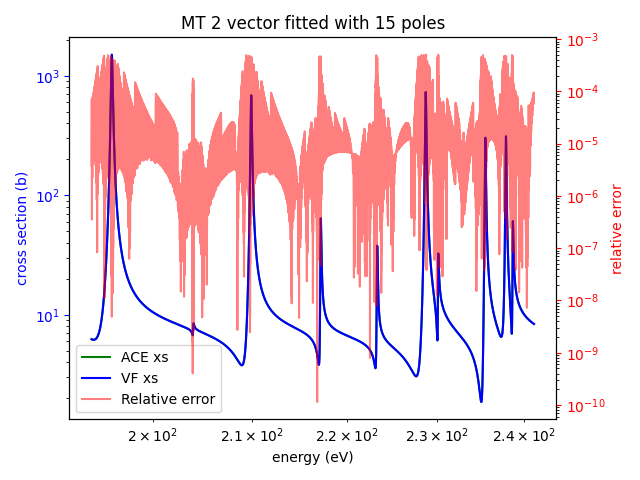 MT 2 vector fitted with 15 poles
cross section (b)
10³
10²
10¹
10⁻³
10⁻⁴
10⁻⁵
10⁻⁶
10⁻⁷
10⁻⁸
10⁻⁹
10⁻¹⁰
relative error
ACE xs
VF xs
Relative error
2 × 10² 2.1 × 10² 2.2 × 10² 2.3 × 10² 2.4 × 10²
energy (eV)